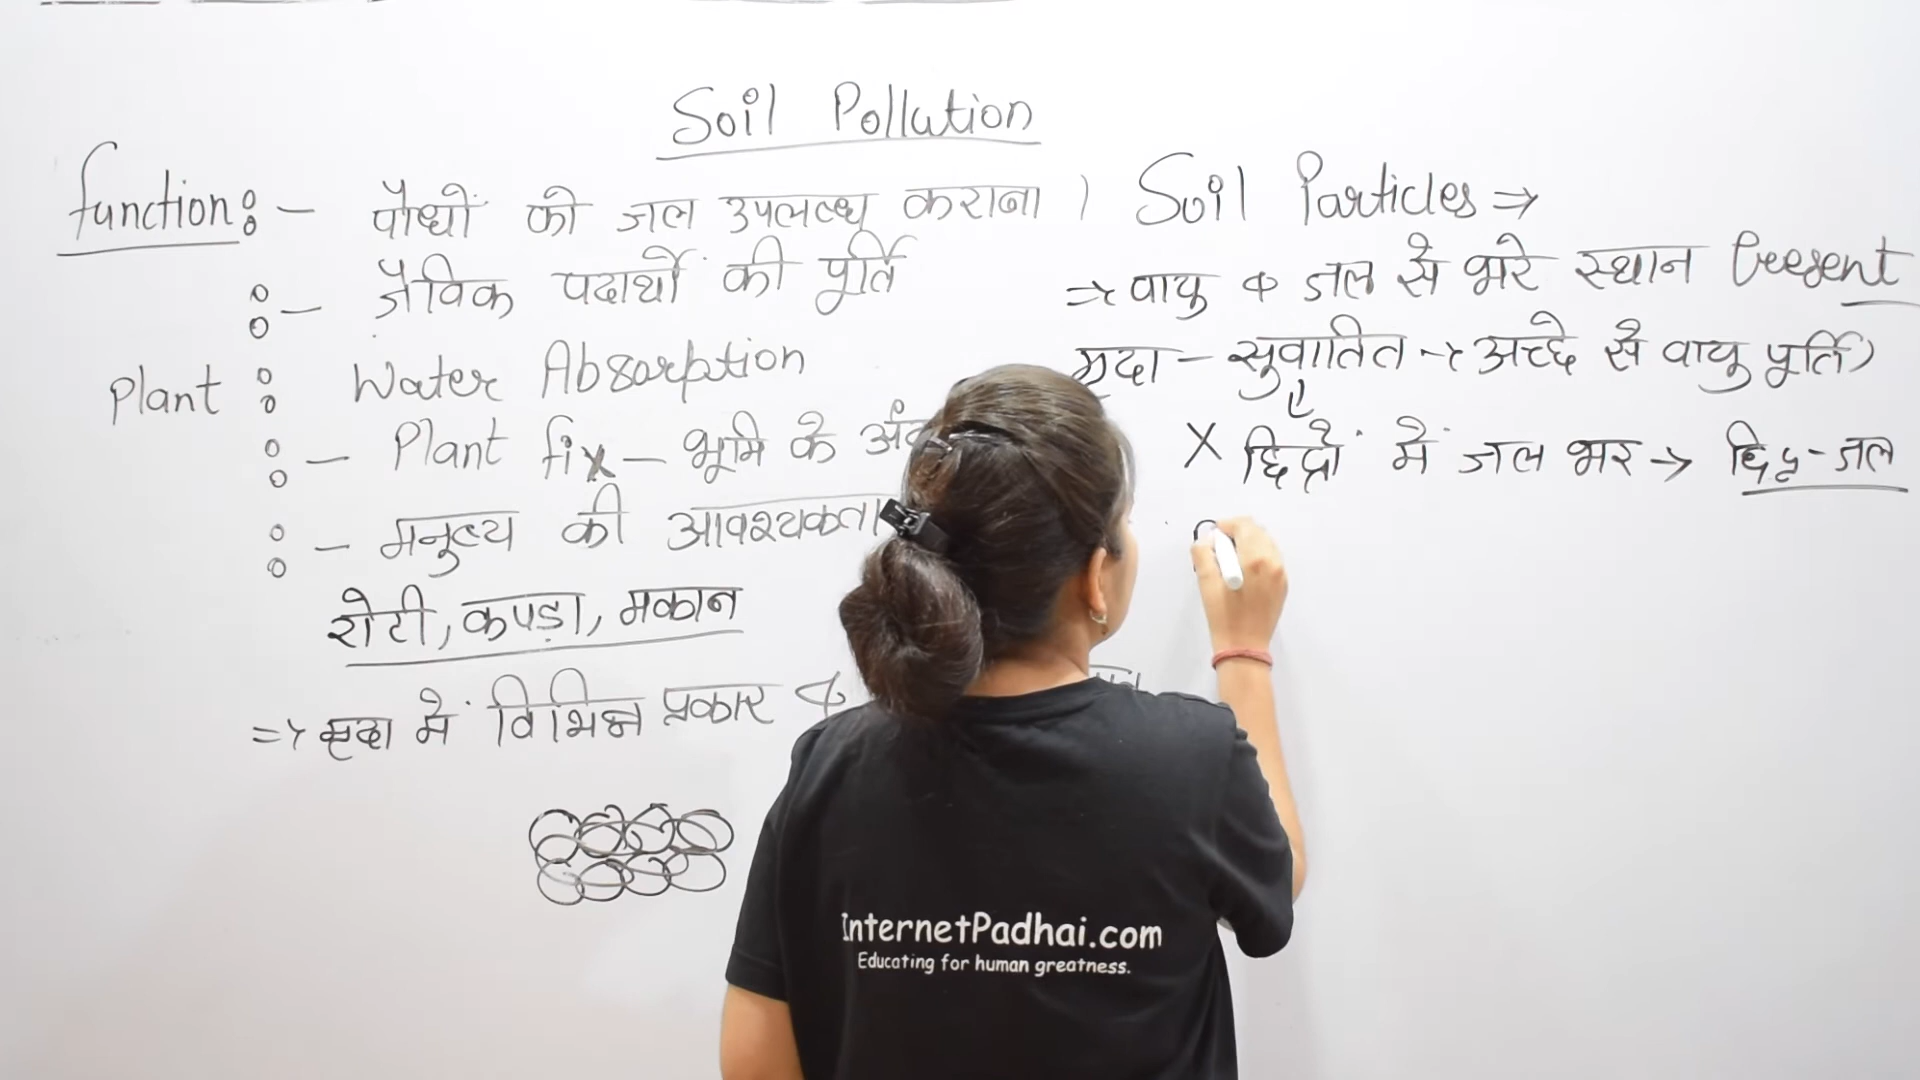 Soil Pollution
function :- पौधों को जल उपलब्ध कराना ।
:- जैविक पदार्थों की पूर्ति
Plant : Water Absorption
:- Plant fix - भूमि के
:- मनुष्य की आवश्यकता
रोटी, कपड़ा, मकान
=> मृदा में विभिन्न प्रकार
Soil Particles =>
=> वायु & जल से भरे स्थान Present
मृदा - सुवातित -> अच्छे से वायु पूर्ति
X छिद्रों में जल भर -> छिद्र-जल
InternetPadhai.com
Educating for human greatness.